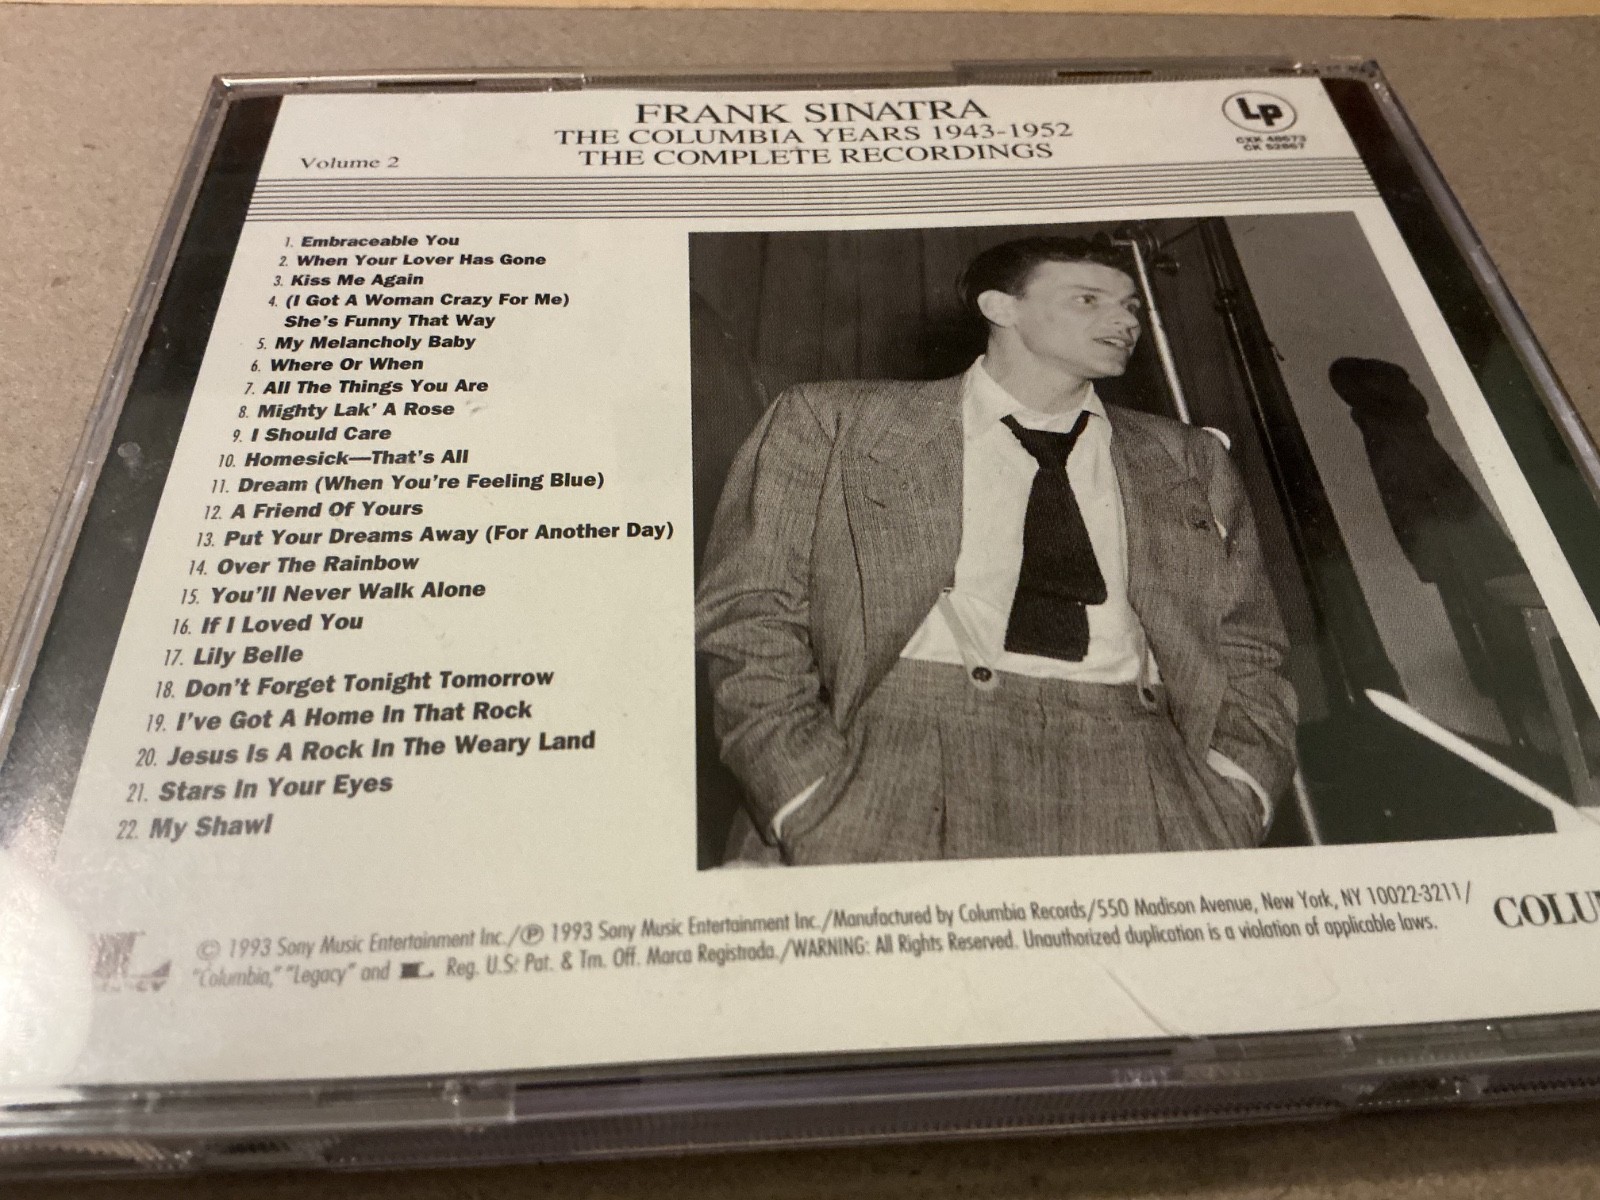 FRANK SINATRA
THE COLUMBIA YEARS 1943-1952
THE COMPLETE RECORDINGS
Volume 2
LP
CXK 48673
CK 52867
1. Embraceable You
2. When Your Lover Has Gone
3. Kiss Me Again
4. (I Got A Woman Crazy For Me)
She's Funny That Way
5. My Melancholy Baby
6. Where Or When
7. All The Things You Are
8. Mighty Lak' A Rose
9. I Should Care
10. Homesick—That's All
11. Dream (When You're Feeling Blue)
12. A Friend Of Yours
13. Put Your Dreams Away (For Another Day)
14. Over The Rainbow
15. You'll Never Walk Alone
16. If I Loved You
17. Lily Belle
18. Don't Forget Tonight Tomorrow
19. I've Got A Home In That Rock
20. Jesus Is A Rock In The Weary Land
21. Stars In Your Eyes
22. My Shawl
© 1993 Sony Music Entertainment Inc./℗ 1993 Sony Music Entertainment Inc./Manufactured by Columbia Records/550 Madison Avenue, New York, NY 10022-3211/
"Columbia," "Legacy" and L Reg. U.S. Pat. & Tm. Off. Marca Registrada./WARNING: All Rights Reserved. Unauthorized duplication is a violation of applicable laws.
COLU